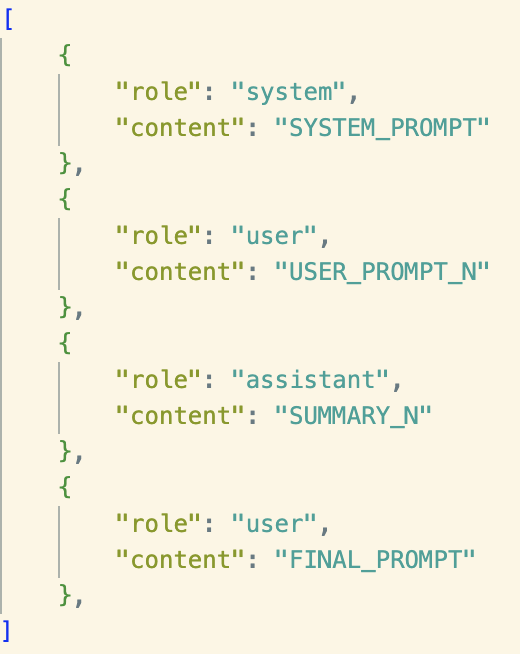 [
    {
        "role": "system",
        "content": "SYSTEM_PROMPT"
    },
    {
        "role": "user",
        "content": "USER_PROMPT_N"
    },
    {
        "role": "assistant",
        "content": "SUMMARY_N"
    },
    {
        "role": "user",
        "content": "FINAL_PROMPT"
    },
]